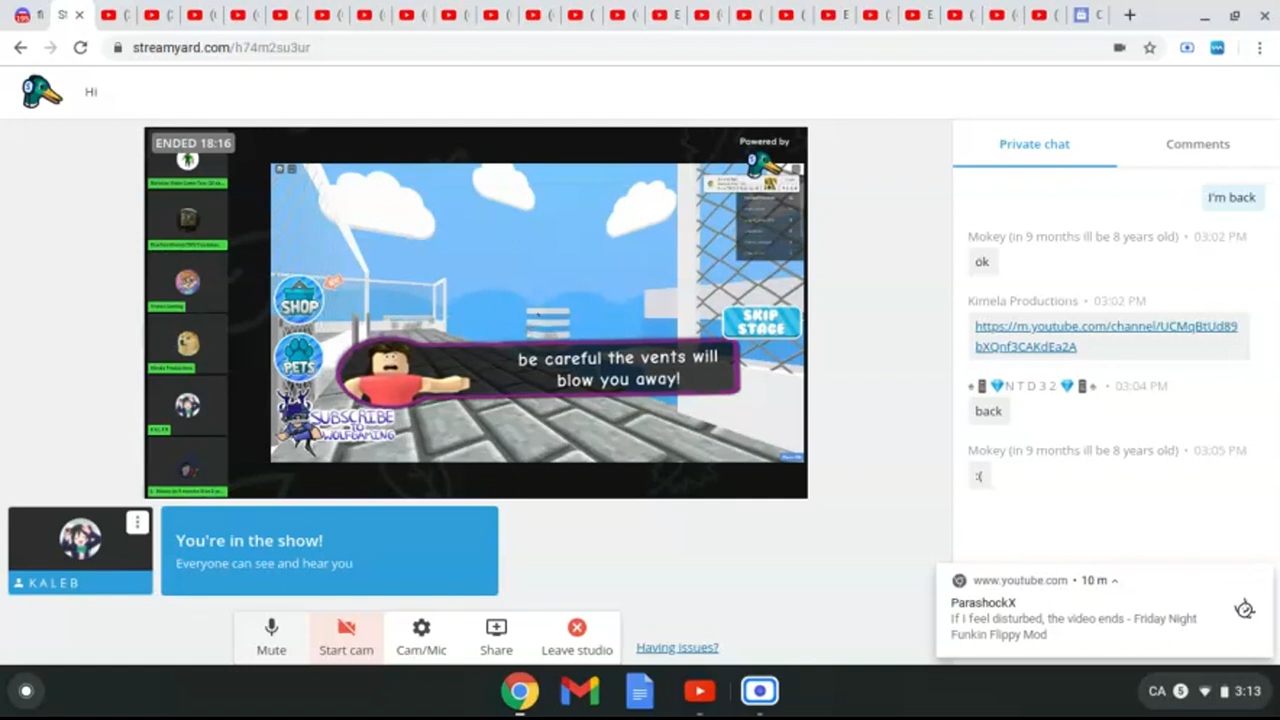 195
streamyard.com/h74m2su3ur
Hi
ENDED 18:16
Powered by
SHOP
PETS
SKIP
STAGE
be careful the vents will
blow you away!
SUBSCRIBE
TO
WOLFGAMING
KALEB
You're in the show!
Everyone can see and hear you
K A L E B
Mute
Start cam
Cam/Mic
Share
Leave studio
Having issues?
Private chat
Comments
I'm back
Mokey (in 9 months ill be 8 years old) • 03:02 PM
ok
Kimela Productions • 03:02 PM
https://m.youtube.com/channel/UCMqBtUd89
bXQnf3CAKdEa2A
♠️📱💎N T D 3 2 💎📱♠️ • 03:04 PM
back
Mokey (in 9 months ill be 8 years old) • 03:05 PM
:(
www.youtube.com • 10 m
ParashockX
If I feel disturbed, the video ends - Friday Night
Funkin Flippy Mod
CA 5 3:13